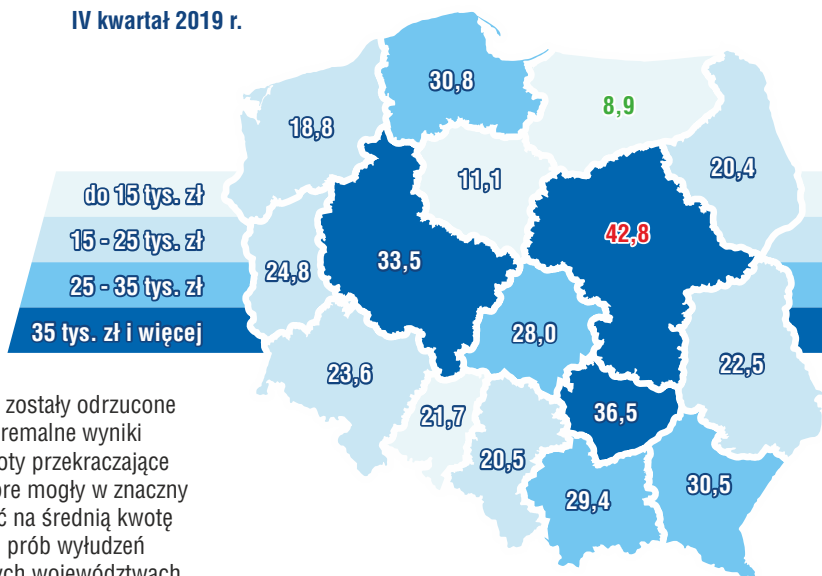 IV kwartał 2019 r.
30,8
8,9
18,8
20,4
11,1
do 15 tys. zł
15 - 25 tys. zł
42,8
33,5
24,8
25 - 35 tys. zł
35 tys. zł i więcej
28,0
22,5
23,6
zostały odrzucone
36,5
21,7
remalne wyniki
oty przekraczające
20,5
30,5
re mogły w znaczny
29,4
ć na średnią kwotę
prób wyłudzeń
ych województwach